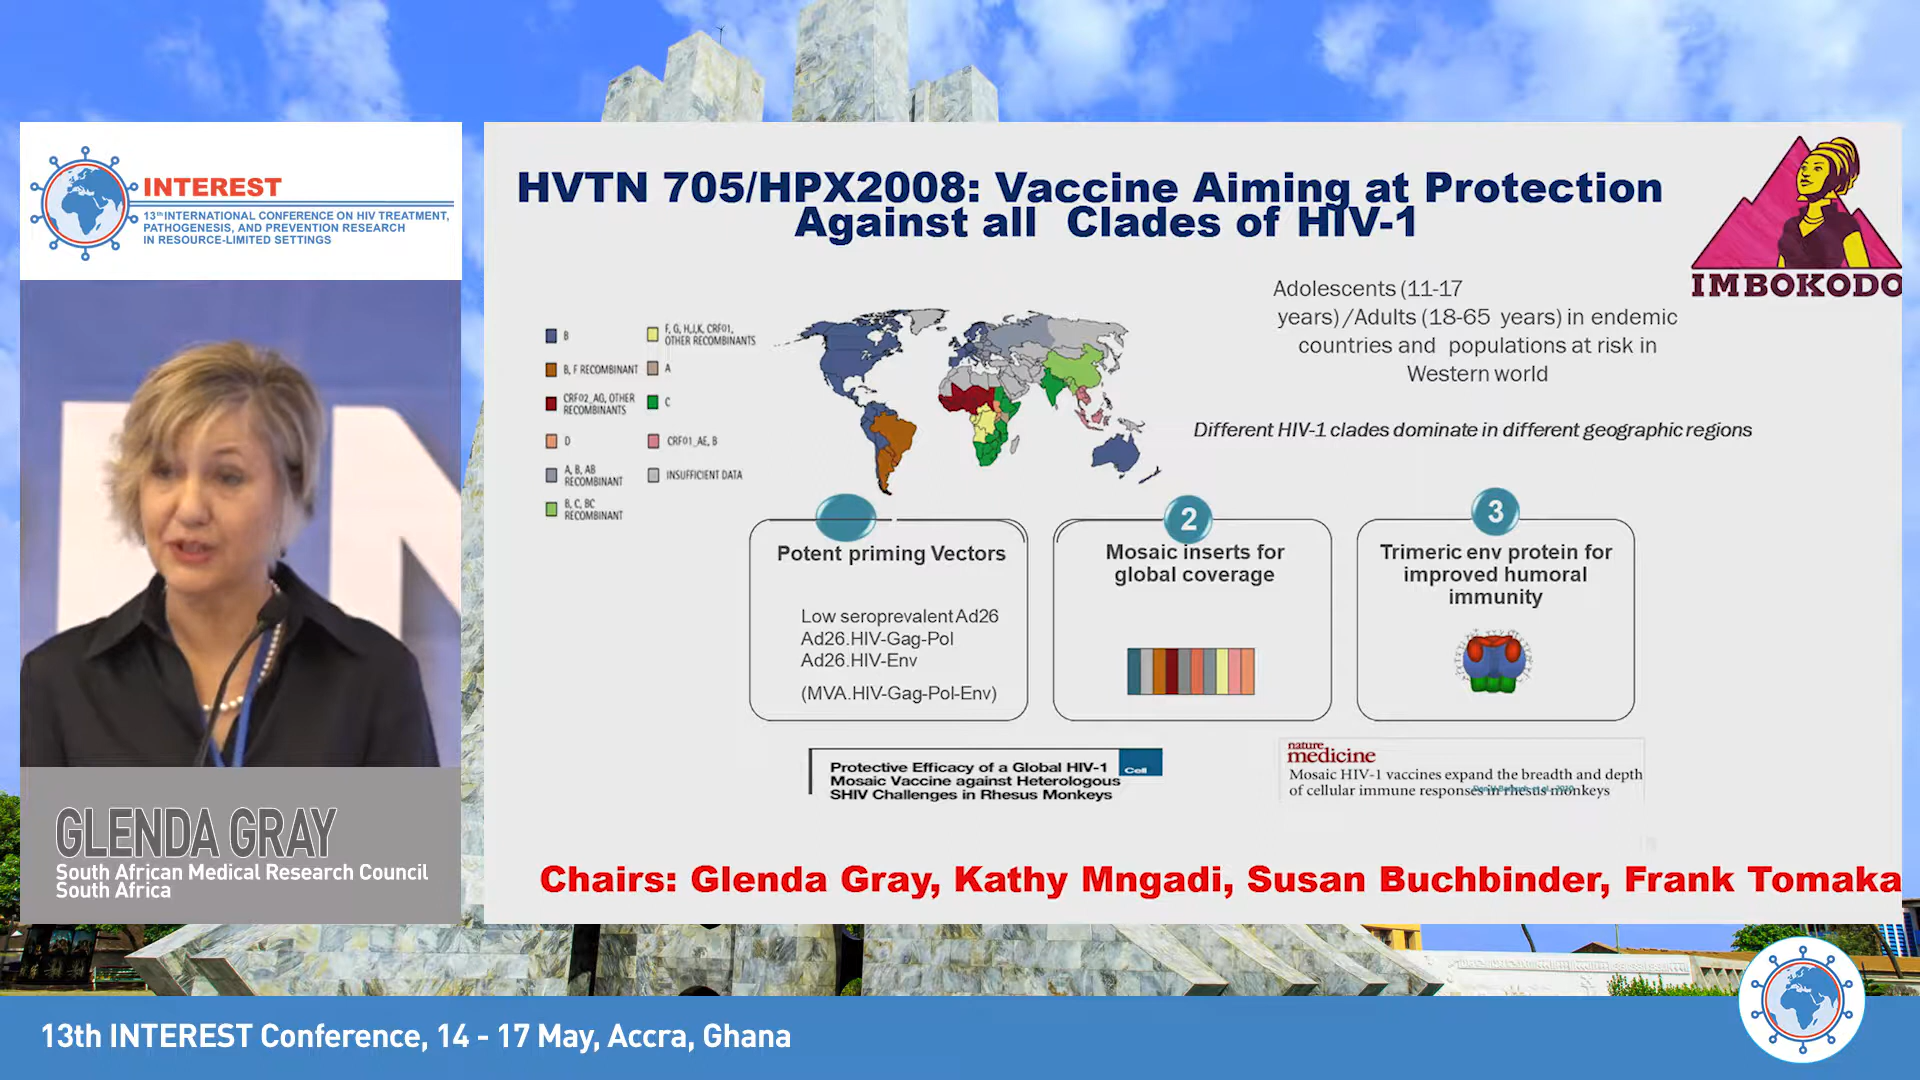 INTEREST
13th INTERNATIONAL CONFERENCE ON HIV TREATMENT,
PATHOGENESIS, AND PREVENTION RESEARCH
IN RESOURCE-LIMITED SETTINGS
GLENDA GRAY
South African Medical Research Council
South Africa
HVTN 705/HPX2008: Vaccine Aiming at Protection
Against all Clades of HIV-1
IMBOKODO
Adolescents (11-17
years)/Adults (18-65 years) in endemic
countries and populations at risk in
Western world
Different HIV-1 clades dominate in different geographic regions
B
B, F RECOMBINANT
CRF02_AG, OTHER
RECOMBINANTS
D
A, B, AB
RECOMBINANT
B, C, BC
RECOMBINANT
F, G, H,J,K, CRF01,
OTHER RECOMBINANTS
A
C
CRF01_AE, B
INSUFFICIENT DATA
Potent priming Vectors
Low seroprevalent Ad26
Ad26.HIV-Gag-Pol
Ad26.HIV-Env
(MVA.HIV-Gag-Pol-Env)
2
Mosaic inserts for
global coverage
3
Trimeric env protein for
improved humoral
immunity
Protective Efficacy of a Global HIV-1
Mosaic Vaccine against Heterologous
SHIV Challenges in Rhesus Monkeys
Cell
nature
medicine
Mosaic HIV-1 vaccines expand the breadth and depth
of cellular immune responses in rhesus monkeys
Chairs: Glenda Gray, Kathy Mngadi, Susan Buchbinder, Frank Tomaka
13th INTEREST Conference, 14 - 17 May, Accra, Ghana